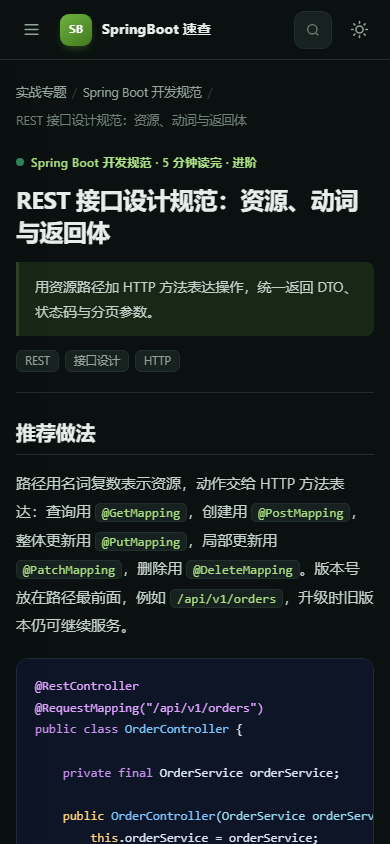 SB SpringBoot 速查
实战专题 / Spring Boot 开发规范 /
REST 接口设计规范：资源、动词与返回体
Spring Boot 开发规范 · 5 分钟读完 · 进阶
REST 接口设计规范：资源、动词
与返回体
用资源路径加 HTTP 方法表达操作，统一返回 DTO、
状态码与分页参数。
REST 接口设计 HTTP
推荐做法
路径用名词复数表示资源，动作交给 HTTP 方法表
达：查询用 @GetMapping，创建用 @PostMapping，
整体更新用 @PutMapping，局部更新用
@PatchMapping，删除用 @DeleteMapping。版本号
放在路径最前面，例如 /api/v1/orders，升级时旧版
本仍可继续服务。
@RestController
@RequestMapping("/api/v1/orders")
public class OrderController {
private final OrderService orderService;
public OrderController(OrderService orderServ
this.orderService = orderService;